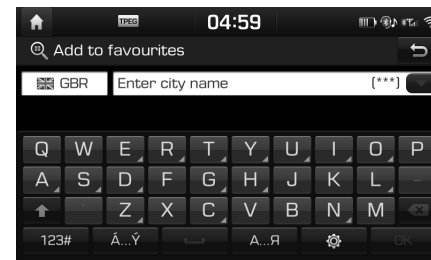 TPEG 04:59
Add to favourites
GBR Enter city name (***)
Q W E R T Y U I O P
A S D F G H J K L -
' Z X C V B N M
123# Á...Ý A...Я OK